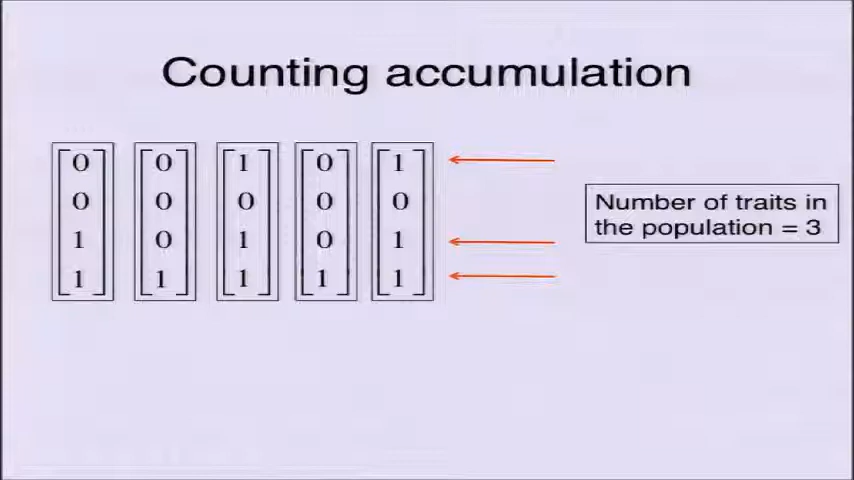 Counting accumulation
0 0 1 0 1
0 0 0 0 0
1 0 1 0 1
1 1 1 1 1
Number of traits in
the population = 3